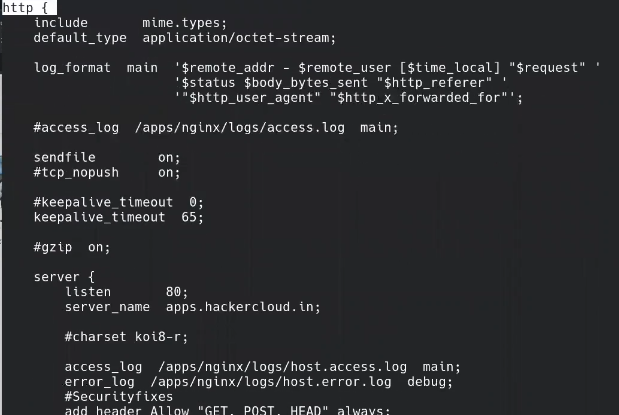 http {
    include       mime.types;
    default_type  application/octet-stream;

    log_format  main  '$remote_addr - $remote_user [$time_local] "$request" '
                      '$status $body_bytes_sent "$http_referer" '
                      '"$http_user_agent" "$http_x_forwarded_for"';

    #access_log  /apps/nginx/logs/access.log  main;

    sendfile        on;
    #tcp_nopush     on;

    #keepalive_timeout  0;
    keepalive_timeout  65;

    #gzip  on;

    server {
        listen       80;
        server_name  apps.hackercloud.in;

        #charset koi8-r;

        access_log  /apps/nginx/logs/host.access.log  main;
        error_log  /apps/nginx/logs/host.error.log  debug;
        #Securityfixes
        add_header Allow "GET, POST, HEAD" always;